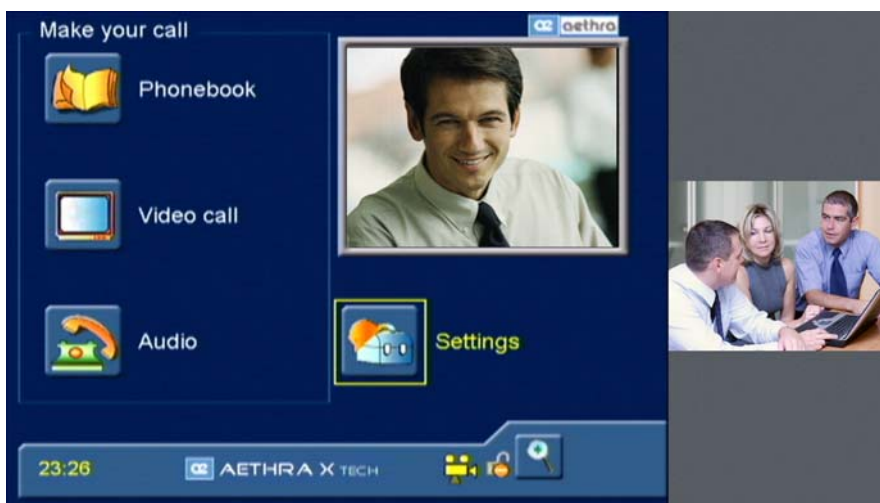 Make your call
aethra
Phonebook
Video call
Audio
Settings
23:26
AETHRA X TECH